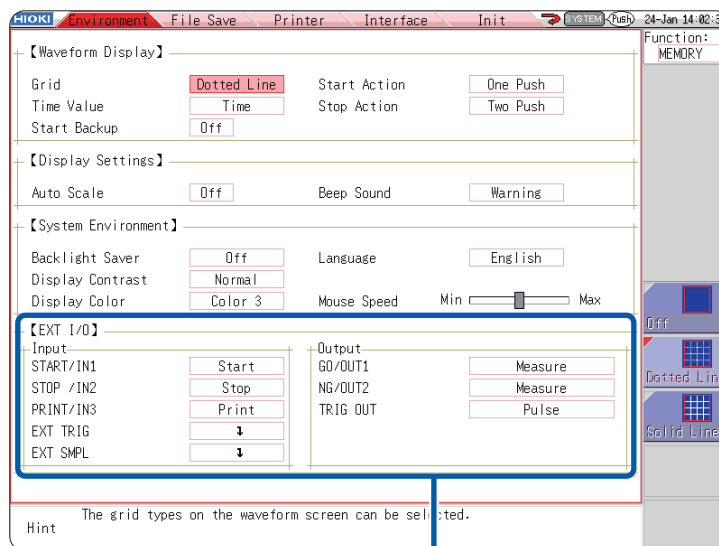 HIOKI Environment File Save Printer Interface Init SYSTEM Push 24-Jan 14:02:3
Function:
MEMORY
【Waveform Display】
Grid Dotted Line Start Action One Push
Time Value Time Stop Action Two Push
Start Backup Off
【Display Settings】
Auto Scale Off Beep Sound Warning
【System Environment】
Backlight Saver Off Language English
Display Contrast Normal
Display Color Color 3 Mouse Speed Min Max
【EXT I/O】
Input Output
START/IN1 Start GO/OUT1 Measure
STOP /IN2 Stop NG/OUT2 Measure
PRINT/IN3 Print TRIG OUT Pulse
EXT TRIG ↴
EXT SMPL ↴
Off
Dotted Lin
Solid Line
The grid types on the waveform screen can be selected.
Hint